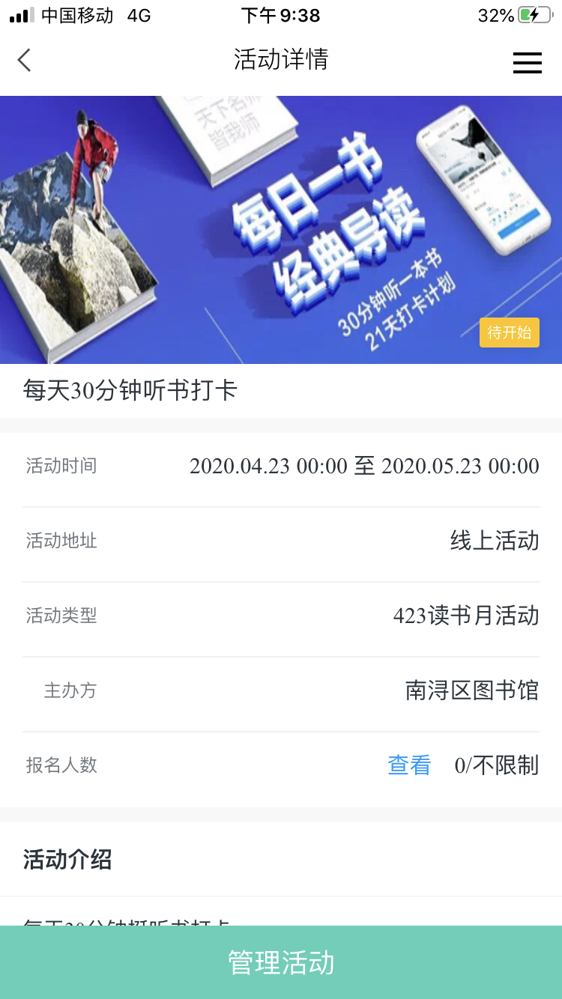 中国移动 4G 下午9:38 32%
活动详情
天下名师
皆我师
每日一书
经典导读
30分钟听一本书
21天打卡计划
待开始
每天30分钟听书打卡
活动时间 2020.04.23 00:00 至 2020.05.23 00:00
活动地址 线上活动
活动类型 423读书月活动
主办方 南浔区图书馆
报名人数 查看 0/不限制
活动介绍
管理活动